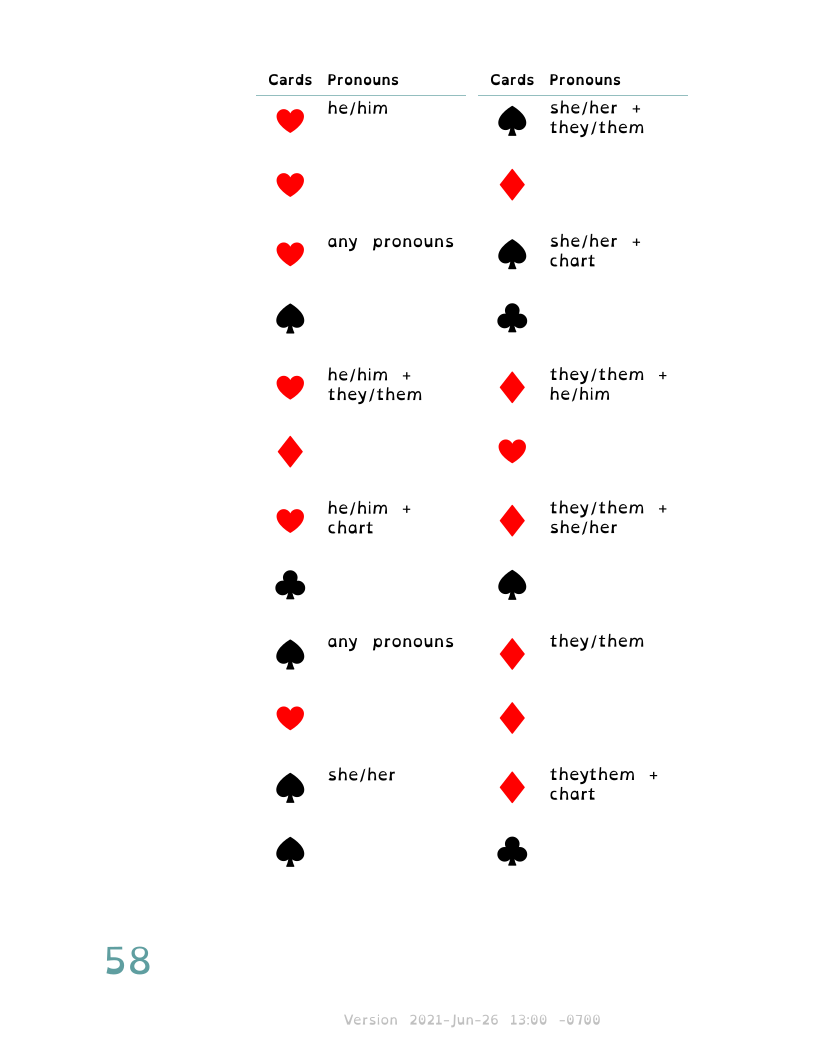 Cards Pronouns
he/him
any pronouns
he/him +
they/them
he/him +
chart
any pronouns
she/her
Cards Pronouns
she/her +
they/them
she/her +
chart
they/them +
he/him
they/them +
she/her
they/them
theythem +
chart
58
Version 2021-Jun-26 13:00 -0700